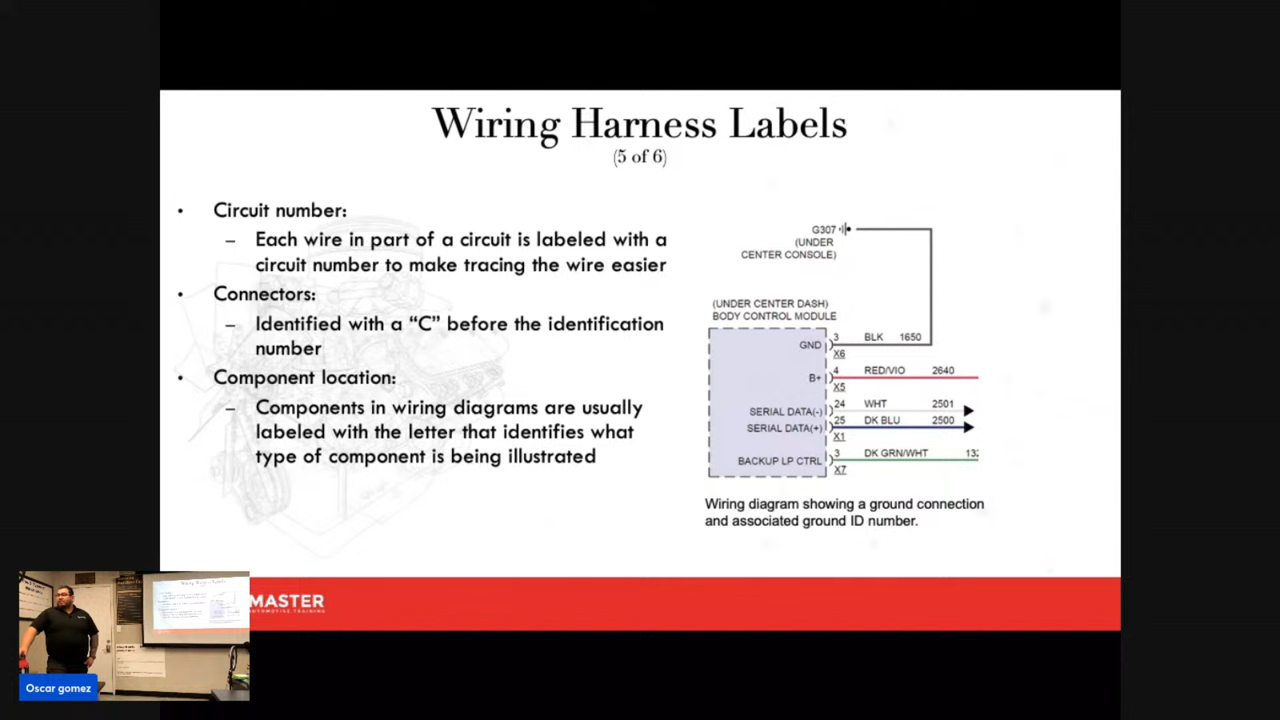 Wiring Harness Labels
(5 of 6)
• Circuit number:
– Each wire in part of a circuit is labeled with a
circuit number to make tracing the wire easier
• Connectors:
– Identified with a “C” before the identification
number
• Component location:
– Components in wiring diagrams are usually
labeled with the letter that identifies what
type of component is being illustrated
G307
(UNDER
CENTER CONSOLE)
(UNDER CENTER DASH)
BODY CONTROL MODULE
GND 3 BLK 1650
X6
B+ 4 RED/VIO 2640
X5
SERIAL DATA(-) 24 WHT 2501
SERIAL DATA(+) 25 DK BLU 2500
X1
BACKUP LP CTRL 3 DK GRN/WHT 132
X7
Wiring diagram showing a ground connection
and associated ground ID number.
MASTER
AUTOMOTIVE TRAINING
Wiring Harness Labels
Oscar gomez